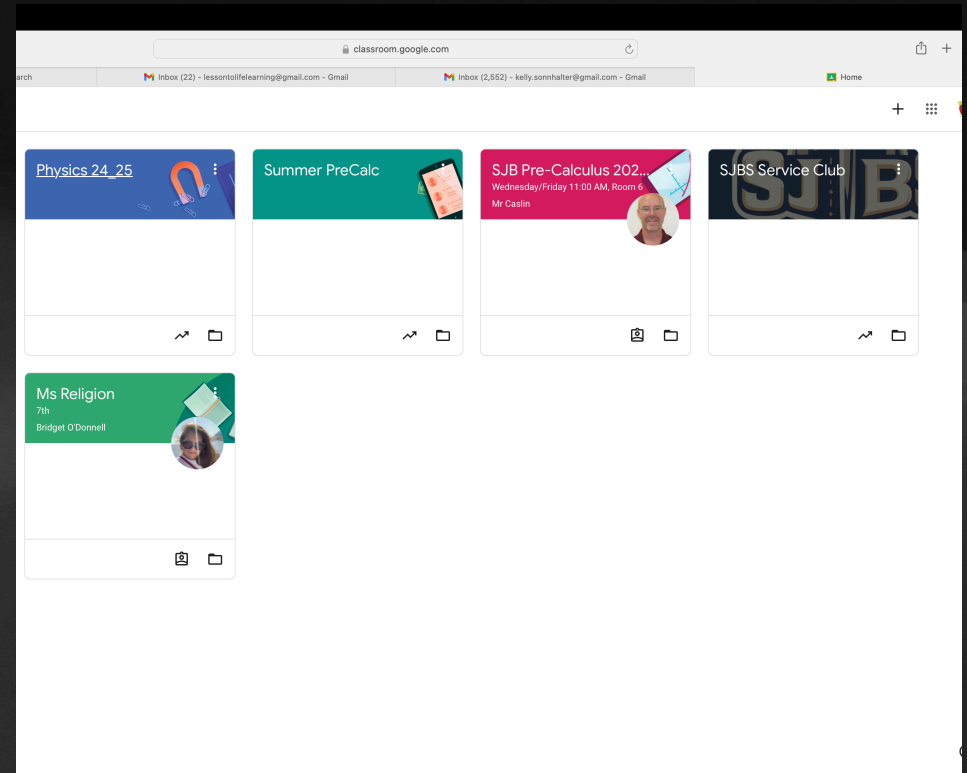 classroom.google.com
arch
Inbox (22) - lessontolifelearning@gmail.com - Gmail
Inbox (2,552) - kelly.sonnhalter@gmail.com - Gmail
Home
Physics 24_25
Summer PreCalc
SJB Pre-Calculus 202...
Wednesday/Friday 11:00 AM, Room 6
Mr Caslin
SJBS Service Club
SJB
Ms Religion
7th
Bridget O'Donnell